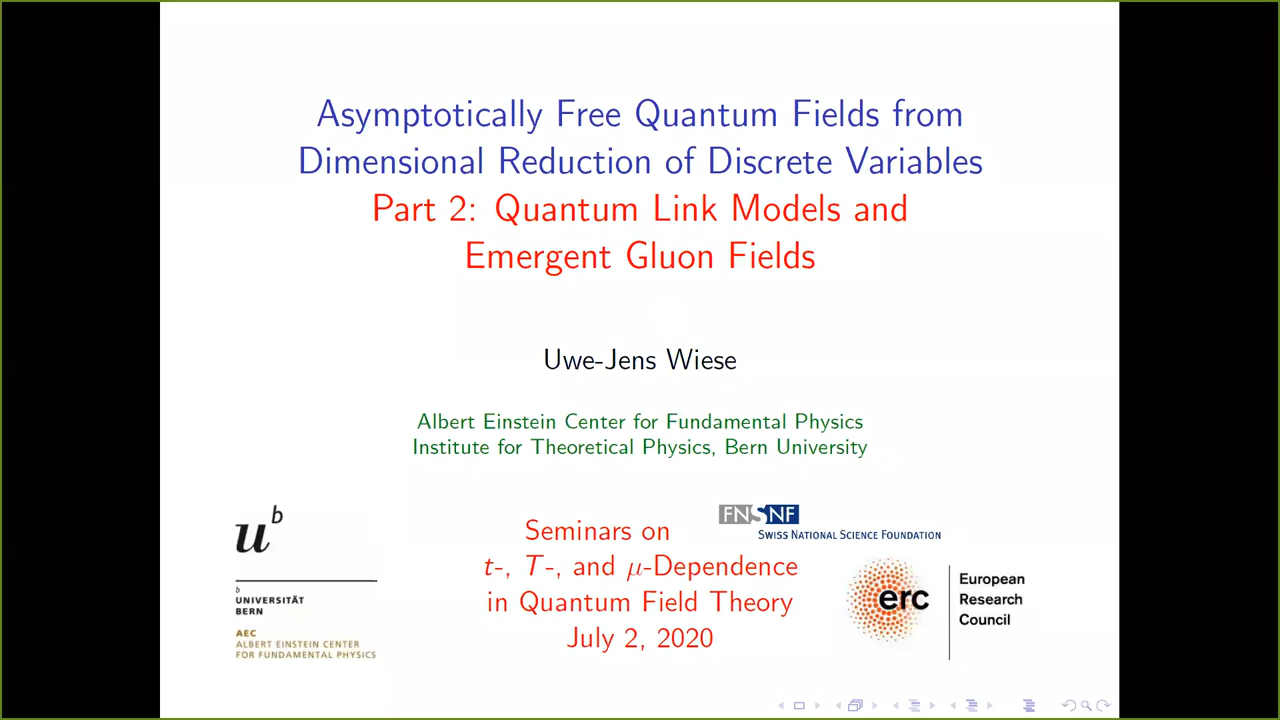 Asymptotically Free Quantum Fields from
Dimensional Reduction of Discrete Variables
Part 2: Quantum Link Models and
Emergent Gluon Fields
Uwe-Jens Wiese
Albert Einstein Center for Fundamental Physics
Institute for Theoretical Physics, Bern University
u^b
b
UNIVERSITÄT
BERN
AEC
ALBERT EINSTEIN CENTER
FOR FUNDAMENTAL PHYSICS
Seminars on
t-, T-, and μ-Dependence
in Quantum Field Theory
July 2, 2020
FNSNF
SWISS NATIONAL SCIENCE FOUNDATION
erc
European
Research
Council